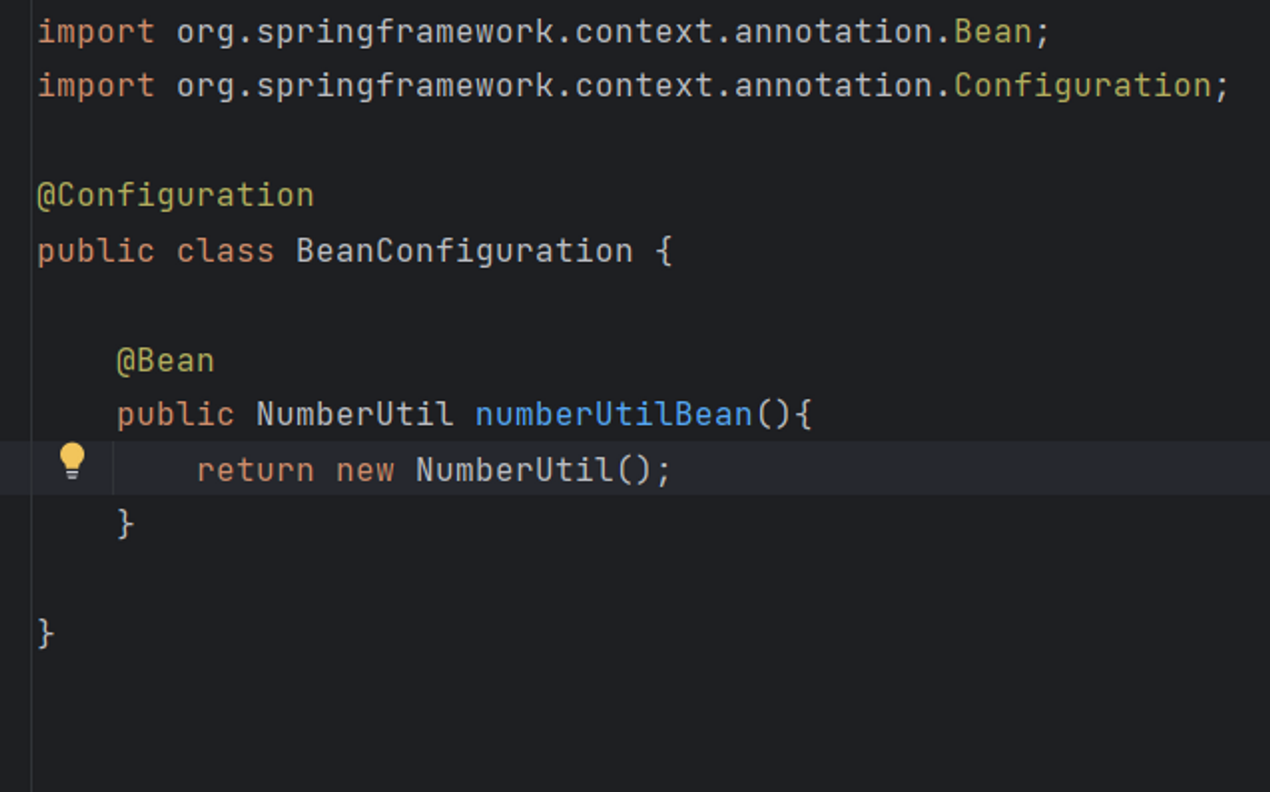 import org.springframework.context.annotation.Bean;
import org.springframework.context.annotation.Configuration;
@Configuration
public class BeanConfiguration {
@Bean
public NumberUtil numberUtilBean(){
return new NumberUtil();
}
}